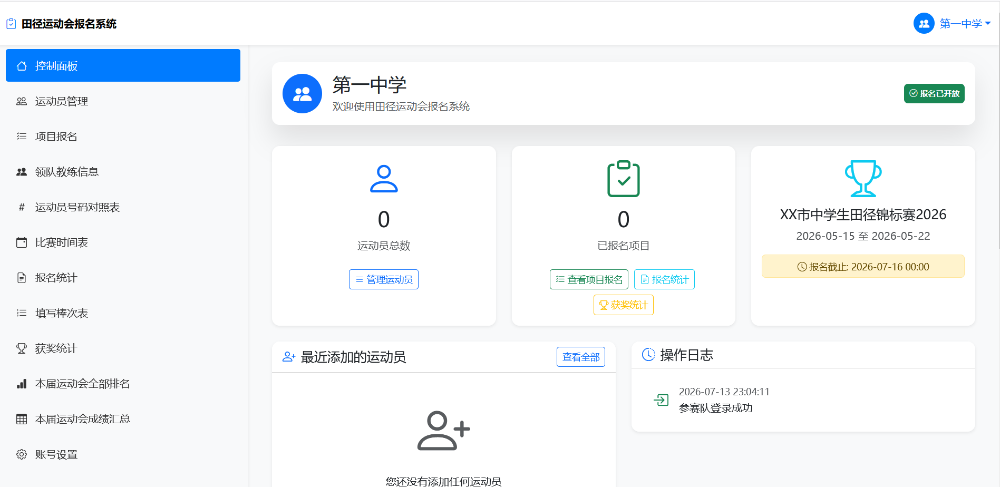 田径运动会报名系统
第一中学
控制面板
运动员管理
项目报名
领队教练信息
# 运动员号码对照表
比赛时间表
报名统计
填写棒次表
获奖统计
本届运动会全部排名
本届运动会成绩汇总
账号设置
第一中学
欢迎使用田径运动会报名系统
报名已开放
0
运动员总数
管理运动员
0
已报名项目
查看项目报名
报名统计
获奖统计
XX市中学生田径锦标赛2026
2026-05-15 至 2026-05-22
报名截止: 2026-07-16 00:00
最近添加的运动员
查看全部
您还没有添加任何运动员
操作日志
2026-07-13 23:04:11
参赛队登录成功